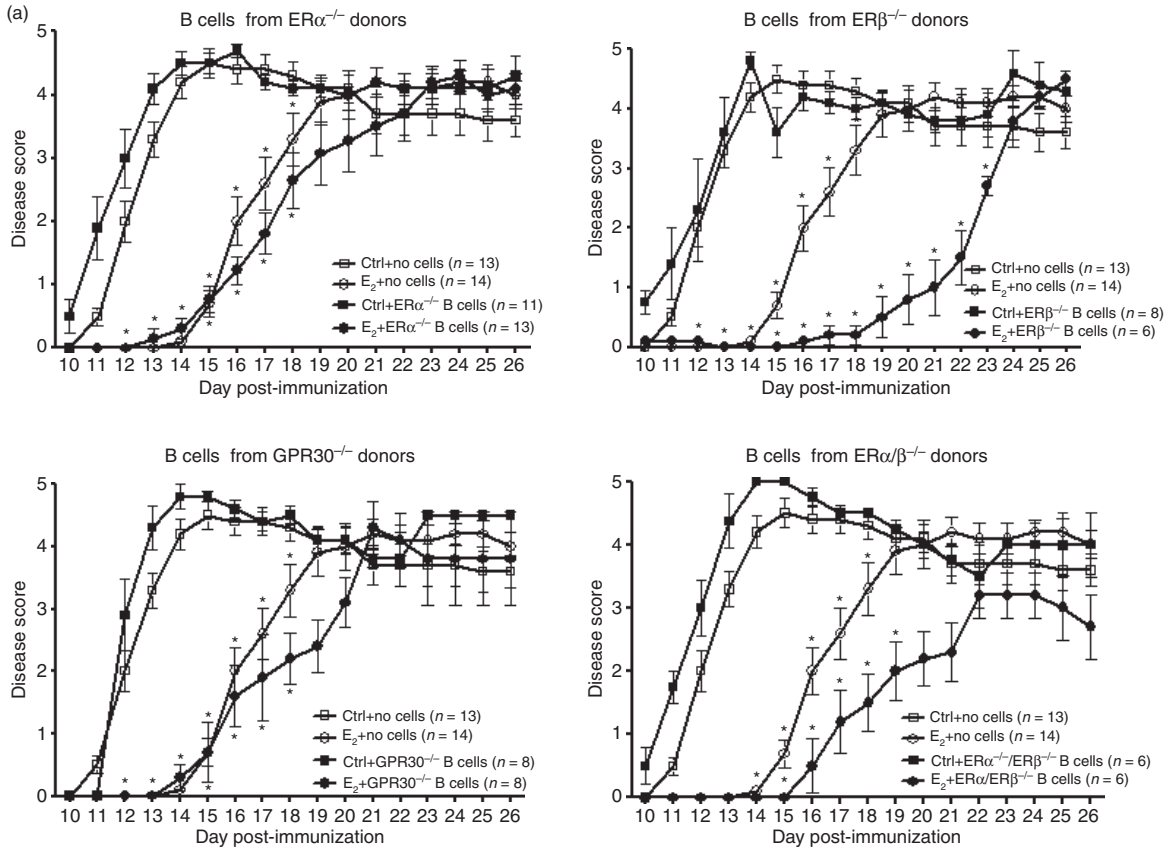 (a)
B cells from ERα⁻/⁻ donors
5
4
3
2
1
0
Disease score
* * * * * * * * * * *
Ctrl+no cells (n = 13)
E₂+no cells (n = 14)
Ctrl+ERα⁻/⁻ B cells (n = 11)
E₂+ERα⁻/⁻ B cells (n = 13)
10 11 12 13 14 15 16 17 18 19 20 21 22 23 24 25 26
Day post-immunization
B cells from ERβ⁻/⁻ donors
5
4
3
2
1
0
Disease score
* * * * * * * * * * * * * * *
Ctrl+no cells (n = 13)
E₂+no cells (n = 14)
Ctrl+ERβ⁻/⁻ B cells (n = 8)
E₂+ERβ⁻/⁻ B cells (n = 6)
10 11 12 13 14 15 16 17 18 19 20 21 22 23 24 25 26
Day post-immunization
B cells from GPR30⁻/⁻ donors
5
4
3
2
1
0
Disease score
* * * * * * * * * * *
Ctrl+no cells (n = 13)
E₂+no cells (n = 14)
Ctrl+GPR30⁻/⁻ B cells (n = 8)
E₂+GPR30⁻/⁻ B cells (n = 8)
10 11 12 13 14 15 16 17 18 19 20 21 22 23 24 25 26
Day post-immunization
B cells from ERα/β⁻/⁻ donors
5
4
3
2
1
0
Disease score
* * * * * * * * *
Ctrl+no cells (n = 13)
E₂+no cells (n = 14)
Ctrl+ERα⁻/⁻/ERβ⁻/⁻ B cells (n = 6)
E₂+ERα/ERβ⁻/⁻ B cells (n = 6)
10 11 12 13 14 15 16 17 18 19 20 21 22 23 24 25 26
Day post-immunization